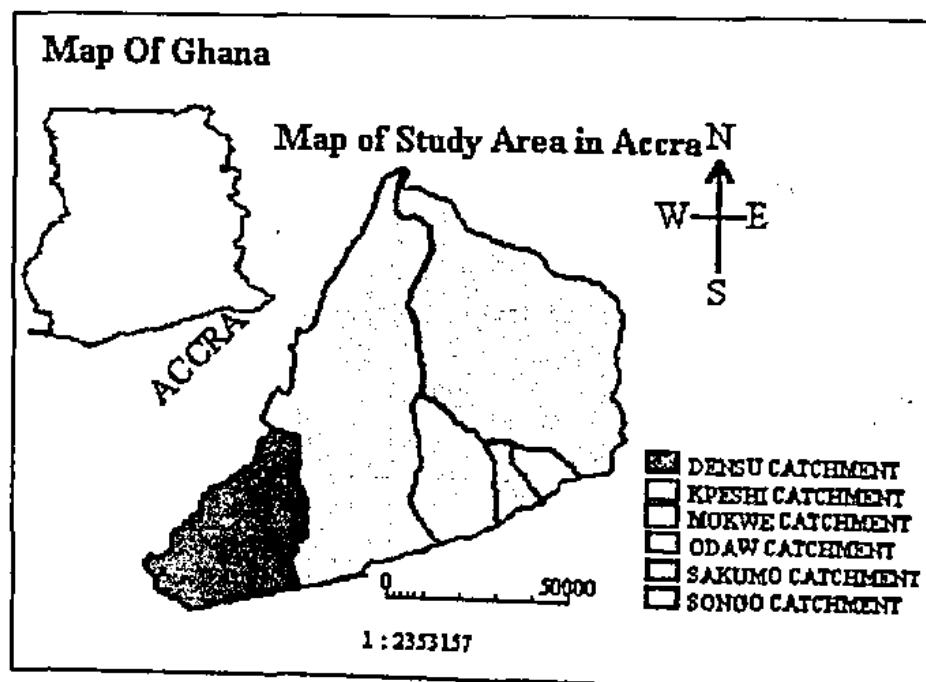 Map Of Ghana
Map of Study Area in Accra
N
W E
S
ACCRA
DENSU CATCHMENT
KPESHI CATCHMENT
MOKWE CATCHMENT
ODAW CATCHMENT
SAKUMO CATCHMENT
SONGO CATCHMENT
0 50000
1 : 2353157